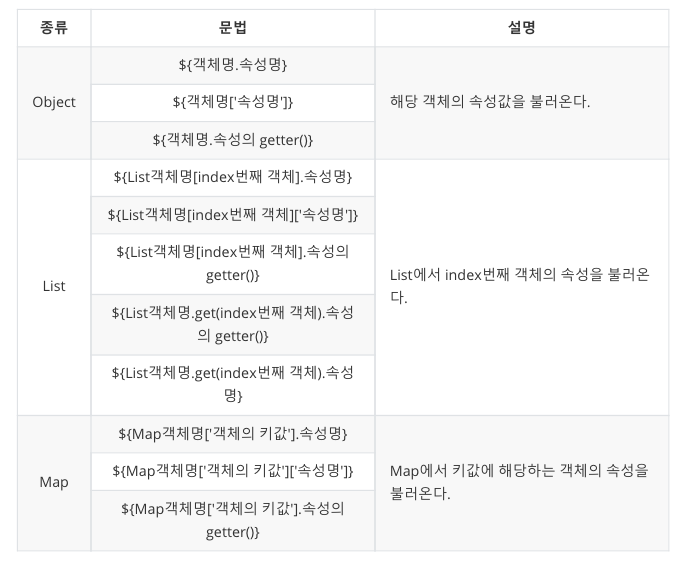 종류 문법 설명
Object
${객체명.속성명}
${객체명['속성명']}
${객체명.속성의 getter()}
해당 객체의 속성값을 불러온다.
List
${List객체명[index번째 객체].속성명}
${List객체명[index번째 객체]['속성명']}
${List객체명[index번째 객체].속성의
getter()}
${List객체명.get(index번째 객체).속성
의 getter()}
${List객체명.get(index번째 객체).속성
명}
List에서 index번째 객체의 속성을 불러온
다.
Map
${Map객체명['객체의 키값'].속성명}
${Map객체명['객체의 키값']['속성명']}
${Map객체명['객체의 키값'].속성의
getter()}
Map에서 키값에 해당하는 객체의 속성을
불러온다.